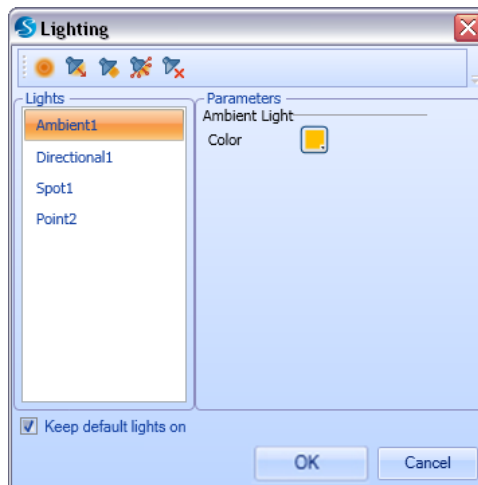 Lighting
Lights
Ambient1
Directional1
Spot1
Point2
Parameters
Ambient Light
Color
Keep default lights on
OK
Cancel